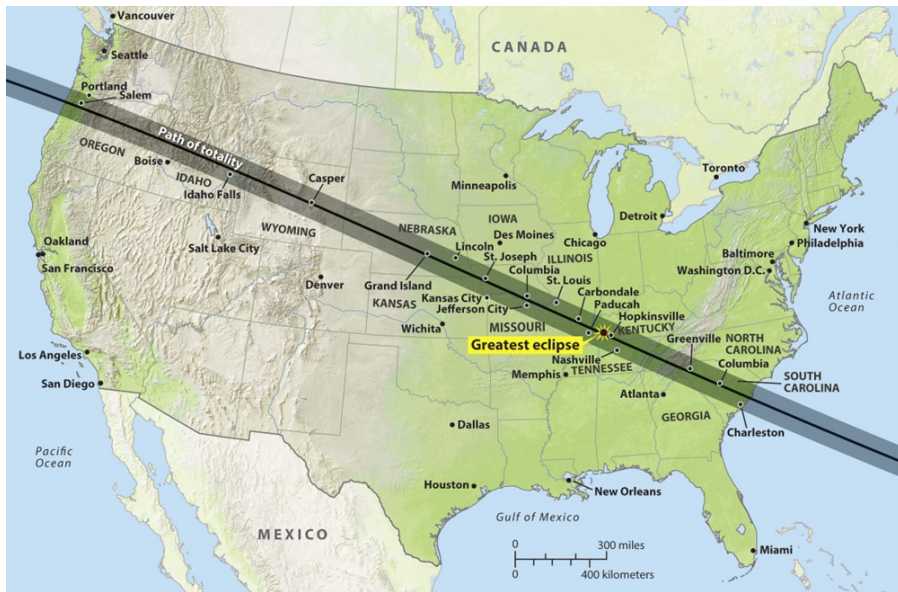 Vancouver
CANADA
Seattle
Portland
Salem
Path of totality
OREGON
Boise
Toronto
IDAHO
Idaho Falls
Casper
Minneapolis
Detroit
New York
WYOMING
NEBRASKA
IOWA
Oakland
Salt Lake City
Lincoln
Des Moines
Chicago
Philadelphia
San Francisco
St. Joseph
ILLINOIS
Baltimore
Columbia
Washington D.C.
Denver
Grand Island
St. Louis
Carbondale
Atlantic
Ocean
KANSAS
Kansas City
Jefferson City
Paducah
Wichita
MISSOURI
Hopkinsville
KENTUCKY
Greatest eclipse
Greenville
NORTH
CAROLINA
Los Angeles
Nashville
TENNESSEE
Columbia
San Diego
Memphis
SOUTH
CAROLINA
Atlanta
GEORGIA
Dallas
Charleston
Pacific
Ocean
Houston
New Orleans
Gulf of Mexico
MEXICO
0
300 miles
0
400 kilometers
Miami